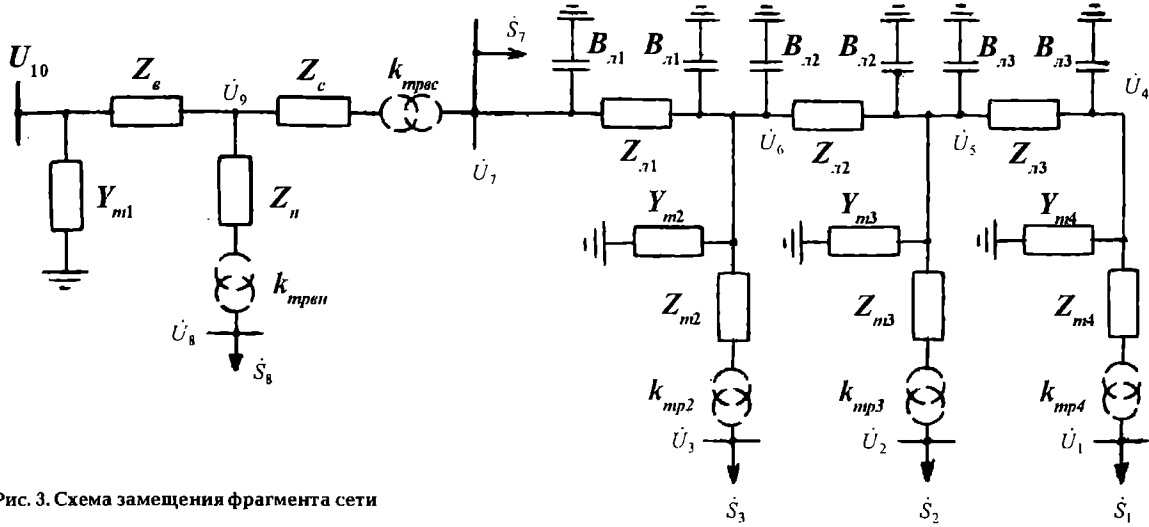 U₁₀
Zв
U̇₉
Zс
kтрвс
Ṡ₇
U̇₇
Bл1
Bл1
Bл2
Bл2
Bл3
Bл3
U̇₄
Zл1
U̇₆
Zл2
U̇₅
Zл3
Yт1
Zн
kтрвн
U̇₈
Ṡ₈
Yт2
Yт3
Yт4
Zт2
Zт3
Zт4
kтр2
kтр3
kтр4
U̇₃
U̇₂
U̇₁
Ṡ₃
Ṡ₂
Ṡ₁
Рис. 3. Схема замещения фрагмента сети